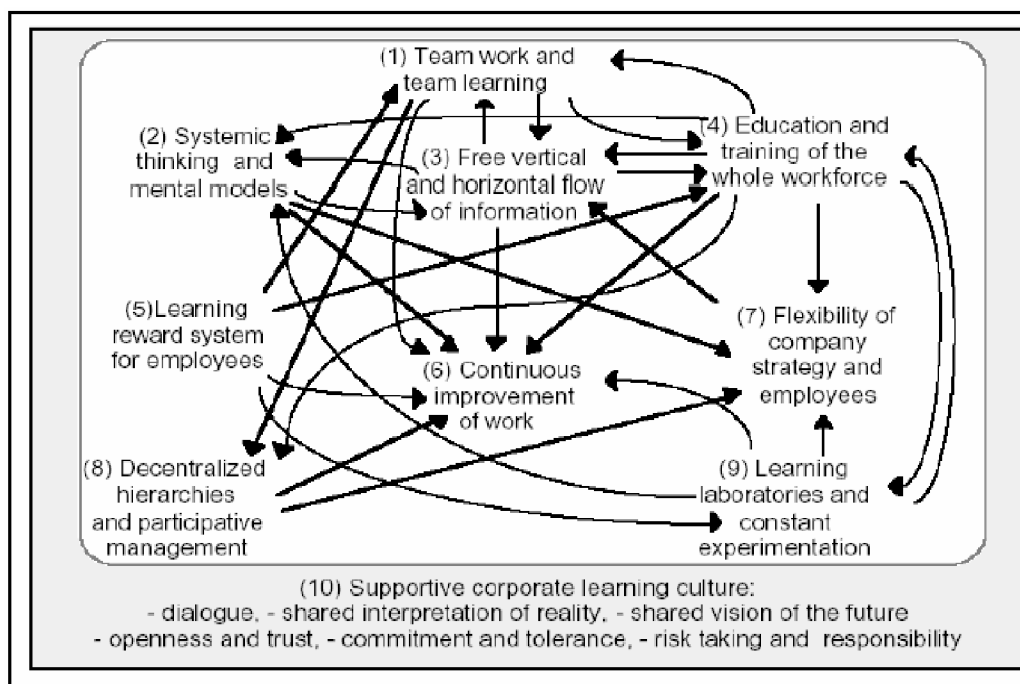 (1) Team work and
team learning
(2) Systemic
thinking and
mental models
(3) Free vertical
and horizontal flow
of information
(4) Education and
training of the
whole workforce
(5)Learning
reward system
for employees
(6) Continuous
improvement
of work
(7) Flexibility of
company
strategy and
employees
(8) Decentralized
hierarchies
and participative
management
(9) Learning
laboratories and
constant
experimentation
(10) Supportive corporate learning culture:
- dialogue, - shared interpretation of reality, - shared vision of the future
- openness and trust, - commitment and tolerance, - risk taking and responsibility